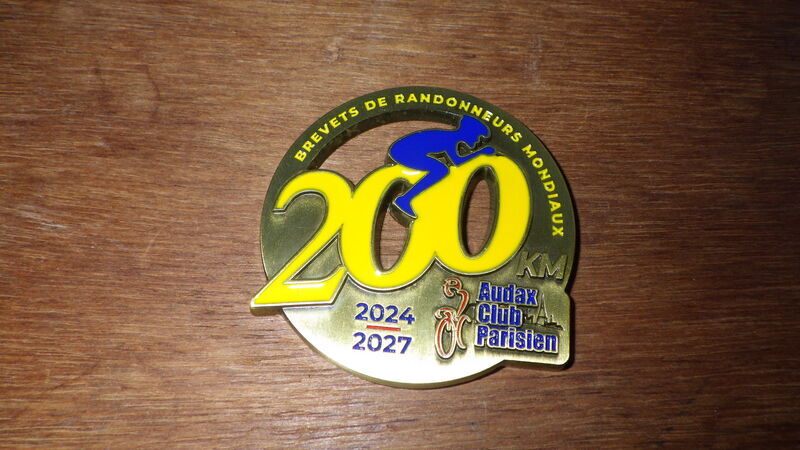 BREVETS DE RANDONNEURS MONDIAUX
200
KM
2024
2027
Audax
Club
Parisien